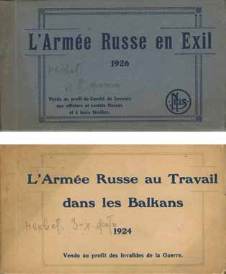 L'Armée Russe en Exil
1926
Vendu au profit du Comité de Secours
aux officiers et soldats Russes
et à leurs familles.
L'Armée Russe au Travail
dans les Balkans
1924
Vendu au profit des Invalides de la Guerre.